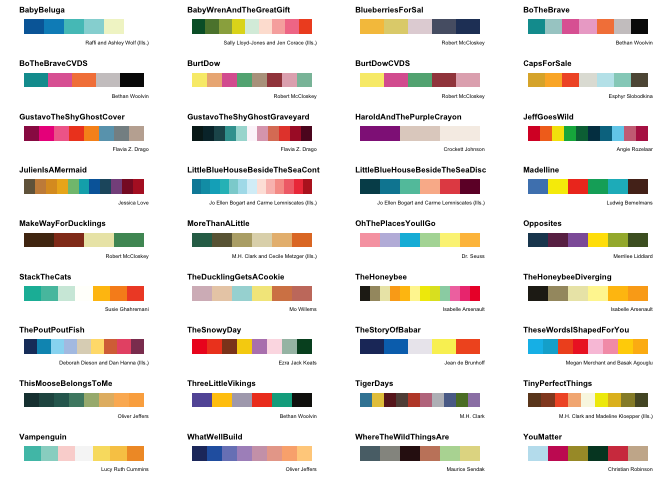 BabyBeluga
Raffi and Ashley Wolf (Ills.)
BabyWrenAndTheGreatGift
Sally Lloyd-Jones and Jen Corace (Ills.)
BlueberriesForSal
Robert McCloskey
BoTheBrave
Bethan Woolvin
BoTheBraveCVDS
Bethan Woolvin
BurtDow
Robert McCloskey
BurtDowCVDS
Robert McCloskey
CapsForSale
Esphyr Slobodkina
GustavoTheShyGhostCover
Flavia Z. Drago
GustavoTheShyGhostGraveyard
Flavia Z. Drago
HaroldAndThePurpleCrayon
Crockett Johnson
JeffGoesWild
Angie Rozelaar
JulienIsAMermaid
Jessica Love
LittleBlueHouseBesideTheSeaCont
Jo Ellen Bogart and Carme Lemniscates (Ills.)
LittleBlueHouseBesideTheSeaDisc
Jo Ellen Bogart and Carme Lemniscates (Ills.)
Madelline
Ludwig Bemelmans
MakeWayForDucklings
Robert McCloskey
MoreThanALittle
M.H. Clark and Cecile Metzger (Ills.)
OhThePlacesYoullGo
Dr. Seuss
Opposites
Merrilee Liddiard
StackTheCats
Susie Ghahremani
TheDucklingGetsACookie
Mo Willems
TheHoneybee
Isabelle Arsenault
TheHoneybeeDiverging
Isabelle Arsenault
ThePoutPoutFish
Deborah Dieson and Dan Hanna (Ills.)
TheSnowyDay
Ezra Jack Keats
TheStoryOfBabar
Jean de Brunhoff
TheseWordsIShapedForYou
Megan Merchant and Basak Agouglu
ThisMooseBelongsToMe
Oliver Jeffers
ThreeLittleVikings
Bethan Woolvin
TigerDays
M.H. Clark
TinyPerfectThings
M.H. Clark and Madeline Kloepper (Ills.)
Vampenguin
Lucy Ruth Cummins
WhatWellBuild
Oliver Jeffers
WhereTheWildThingsAre
Maurice Sendak
YouMatter
Christian Robinson